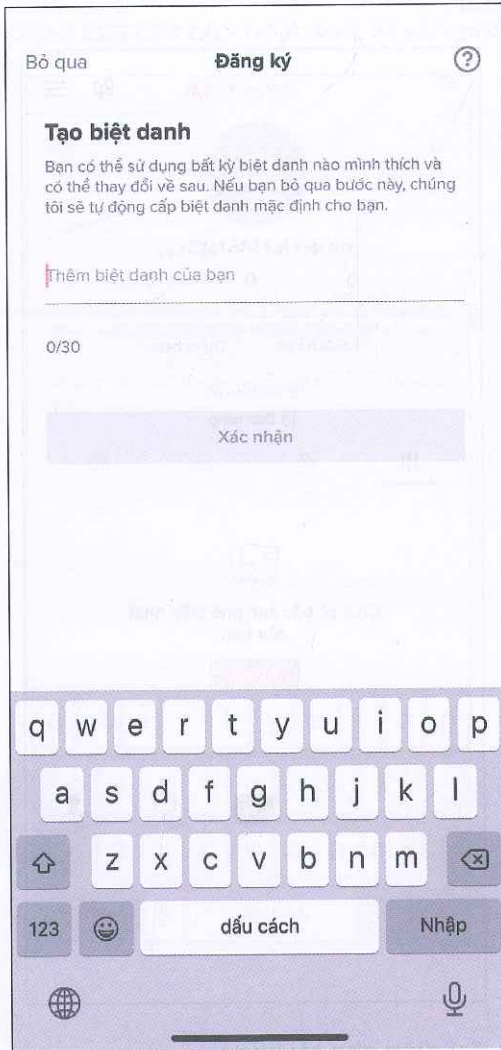 Bỏ qua Đăng ký ?
Tạo biệt danh
Bạn có thể sử dụng bất kỳ biệt danh nào mình thích và
có thể thay đổi về sau. Nếu bạn bỏ qua bước này, chúng
tôi sẽ tự động cấp biệt danh mặc định cho bạn.
Thêm biệt danh của bạn
0/30
Xác nhận
q w e r t y u i o p
a s d f g h j k l
z x c v b n m
123 dấu cách Nhập